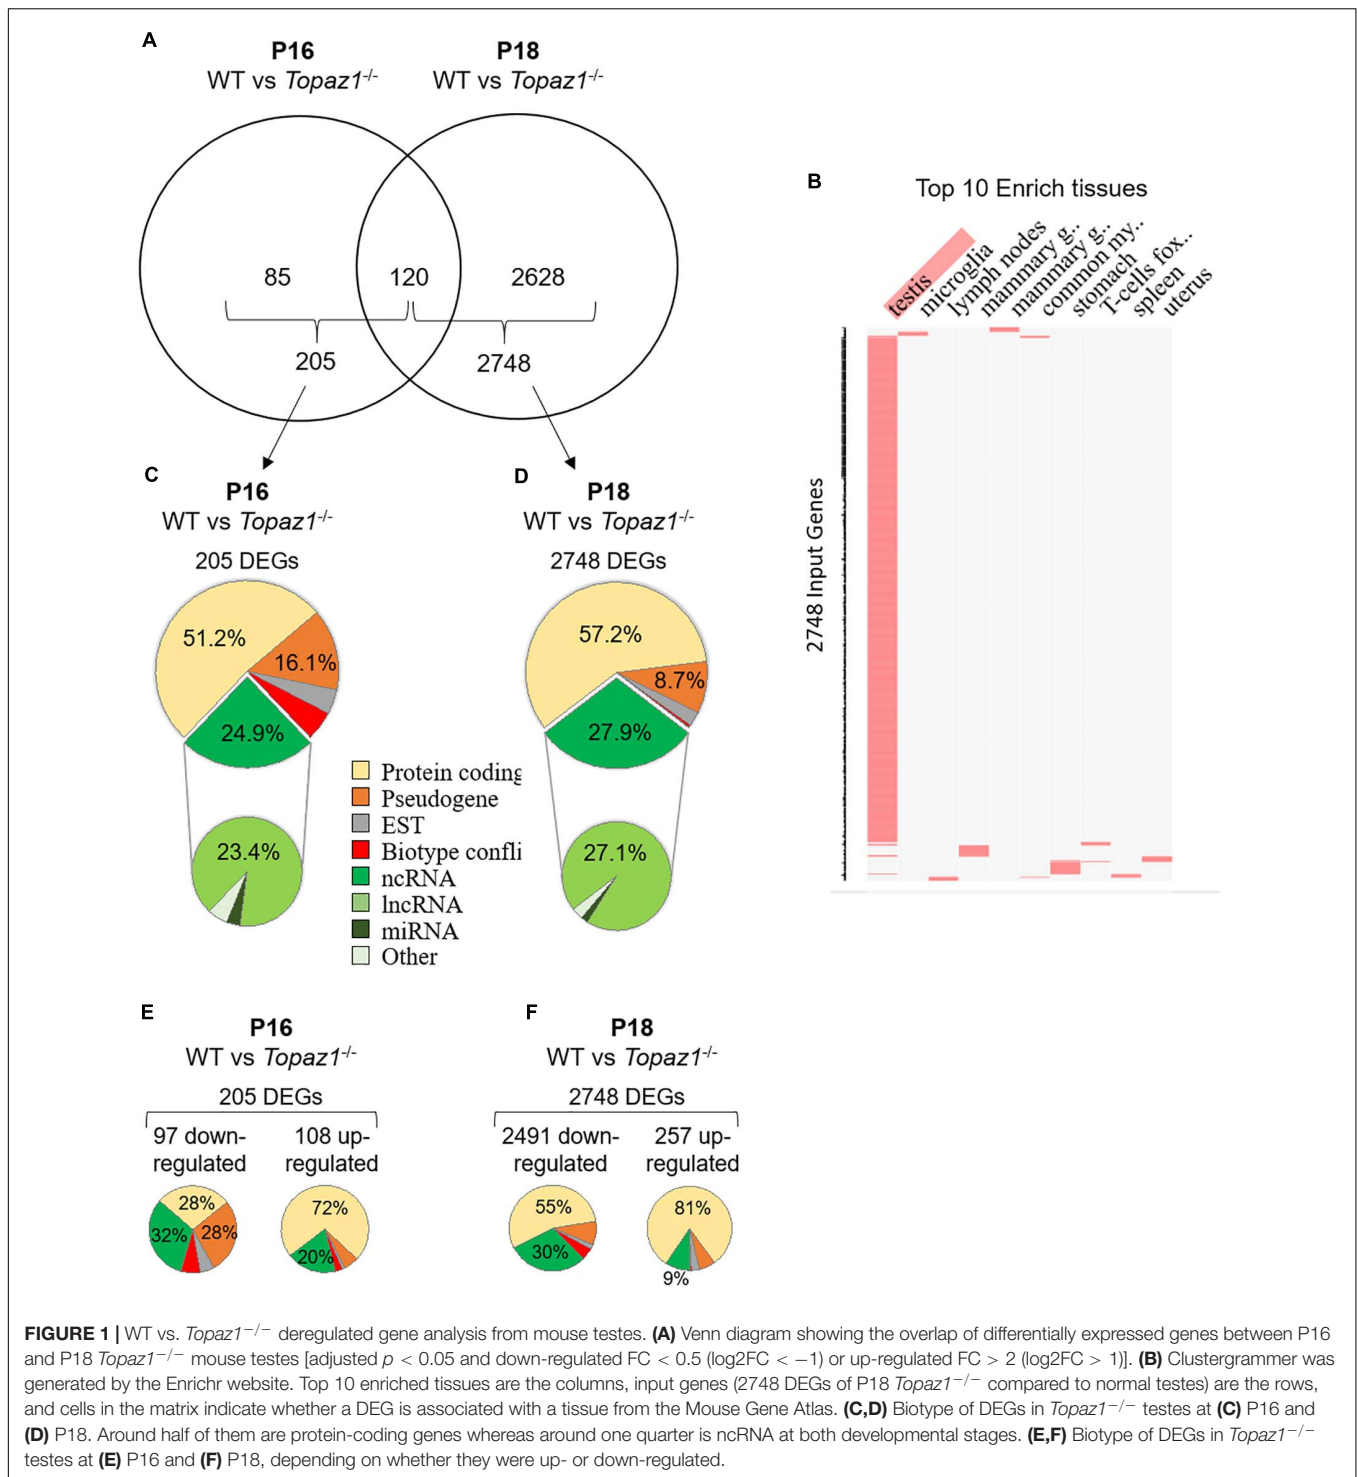 A
P16
WT vs Topaz1-/-
P18
WT vs Topaz1-/-
85
120
2628
205
2748
B
Top 10 Enrich tissues
testis
microglia
lymph nodes
mammary g..
mammary g..
common my..
stomach
T-cells fox...
spleen
uterus
2748 Input Genes
C
P16
WT vs Topaz1-/-
205 DEGs
51.2%
16.1%
24.9%
23.4%
D
P18
WT vs Topaz1-/-
2748 DEGs
57.2%
8.7%
27.9%
27.1%
Protein coding
Pseudogene
EST
Biotype confli
ncRNA
lncRNA
miRNA
Other
E
P16
WT vs Topaz1-/-
205 DEGs
97 down-
regulated
108 up-
regulated
28%
28%
32%
72%
20%
F
P18
WT vs Topaz1-/-
2748 DEGs
2491 down-
regulated
257 up-
regulated
55%
30%
81%
9%
FIGURE 1 | WT vs. Topaz1−/− deregulated gene analysis from mouse testes. (A) Venn diagram showing the overlap of differentially expressed genes between P16
and P18 Topaz1−/− mouse testes [adjusted p < 0.05 and down-regulated FC < 0.5 (log2FC < −1) or up-regulated FC > 2 (log2FC > 1)]. (B) Clustergrammer was
generated by the Enrichr website. Top 10 enriched tissues are the columns, input genes (2748 DEGs of P18 Topaz1−/− compared to normal testes) are the rows,
and cells in the matrix indicate whether a DEG is associated with a tissue from the Mouse Gene Atlas. (C,D) Biotype of DEGs in Topaz1−/− testes at (C) P16 and
(D) P18. Around half of them are protein-coding genes whereas around one quarter is ncRNA at both developmental stages. (E,F) Biotype of DEGs in Topaz1−/−
testes at (E) P16 and (F) P18, depending on whether they were up- or down-regulated.